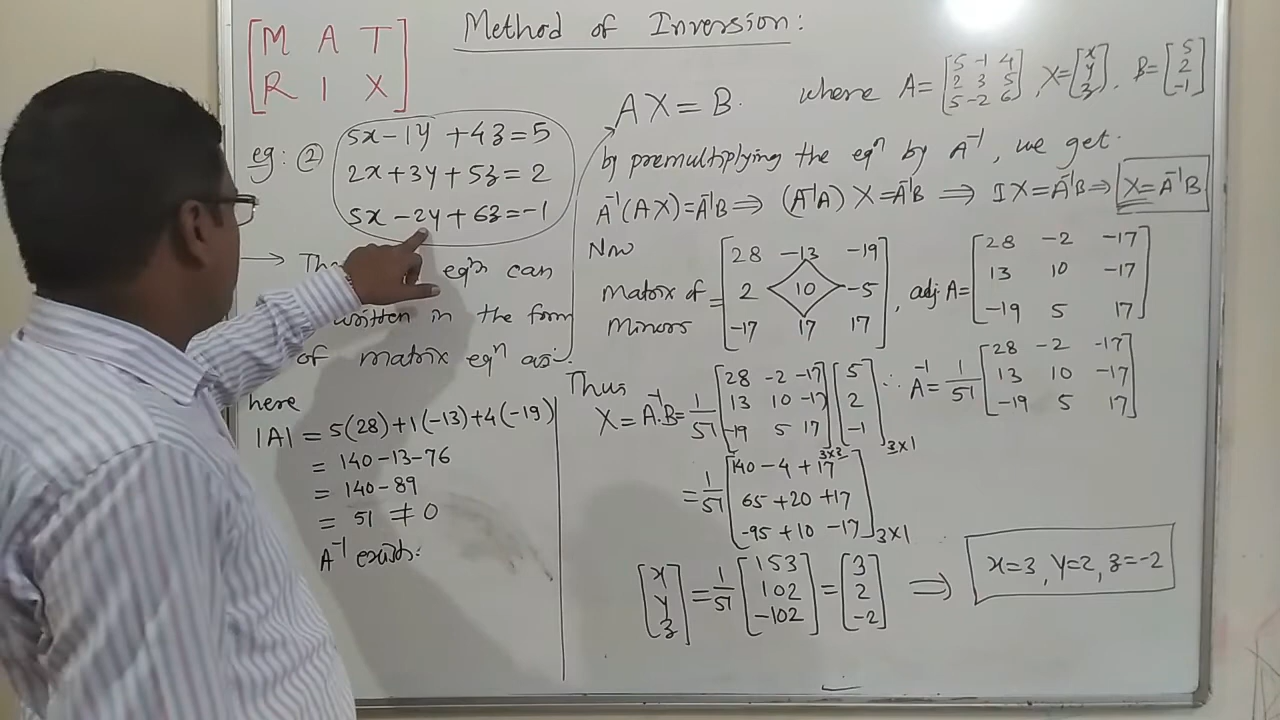 [M A T
R I X]
Method of Inversion:
eg: ② 5x-1y+4z=5
2x+3y+5z=2
5x-2y+6z=-1
→ eqn can
written in the form
of matrix eqn as:
AX=B. where A=[5 -1 4
2 3 5
5 -2 6], X=[x
y
z], B=[5
2
-1]
by premultiplying the eqn by A⁻¹, we get.
A⁻¹(AX)=A⁻¹B ⟹ (A⁻¹A)X=A⁻¹B ⟹ IX=A⁻¹B ⟹ X=A⁻¹B
Now
Matrix of
Minors = [28 -13 -19
2 10 -5
-17 17 17], adj.A=[28 -2 -17
13 10 -17
-19 5 17]
here
|A| = 5(28)+1(-13)+4(-19)
= 140-13-76
= 140-89
= 51 ≠ 0
A⁻¹ exists.
∴ A⁻¹=1/51[28 -2 -17
13 10 -17
-19 5 17]
Thus
X=A⁻¹.B=1/51[28 -2 -17
13 10 -17
-19 5 17]3x3[5
2
-1]3x1
=1/51[140-4+17
65+20+17
-95+10-17]3x1
[x
y
z]=1/51[153
102
-102]=[3
2
-2] ⟹ x=3, y=2, z=-2